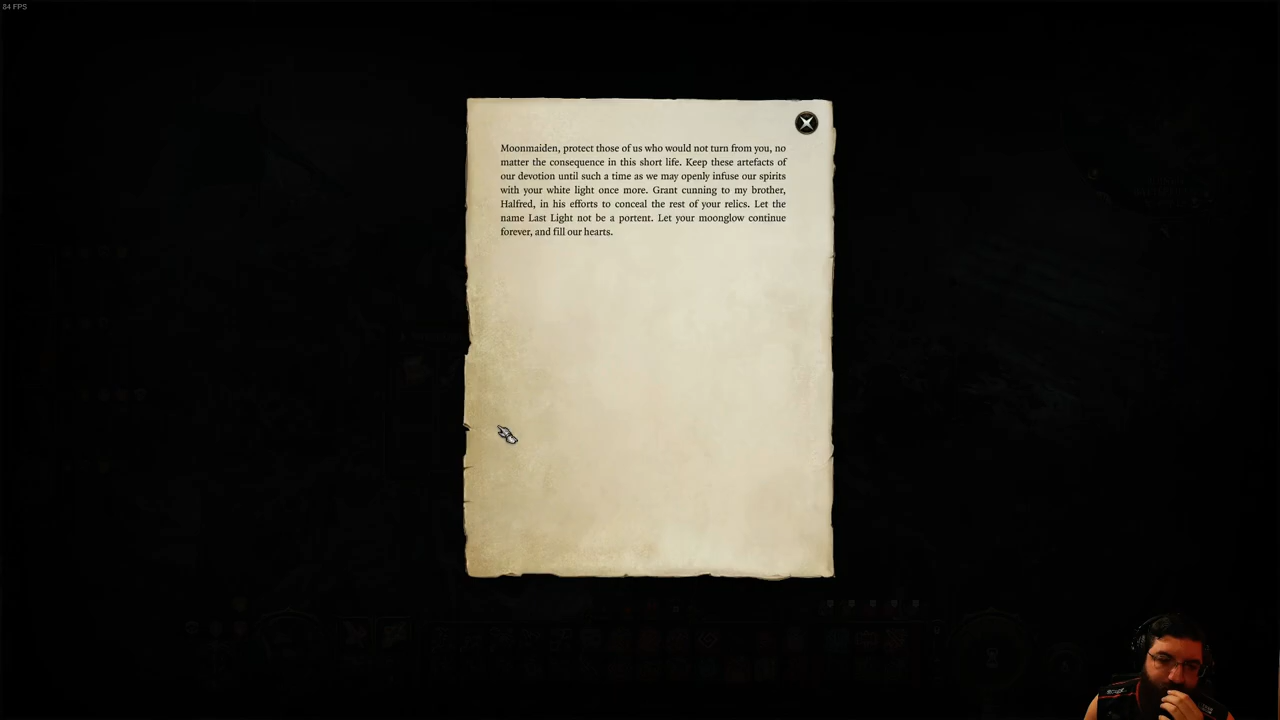 84 FPS
Moonmaiden, protect those of us who would not turn from you, no
matter the consequence in this short life. Keep these artefacts
of our devotion until such a time as we may openly infuse our spirits
with your white light once more. Grant cunning to my brother,
Halfred, in his efforts to conceal the rest of your relics. Let the
name Last Light not be a portent. Let your moonglow continue
forever, and fill our hearts.